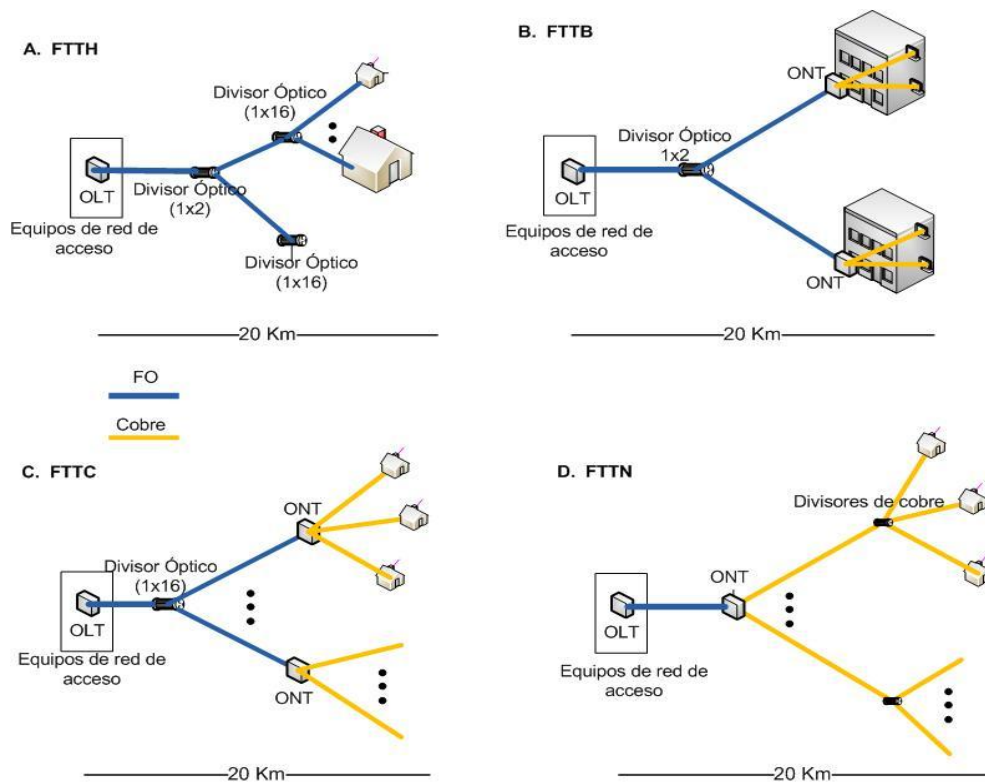 A. FTTH
Divisor Óptico
(1x16)
OLT
Divisor Óptico
(1x2)
Equipos de red de
acceso
Divisor Óptico
(1x16)
20 Km
B. FTTB
ONT
Divisor Óptico
1x2
OLT
Equipos de red de
acceso
ONT
20 Km
FO
Cobre
C. FTTC
ONT
Divisor Óptico
(1x16)
OLT
Equipos de red de
acceso
ONT
20 Km
D. FTTN
Divisores de cobre
ONT
OLT
Equipos de red de
acceso
20 Km